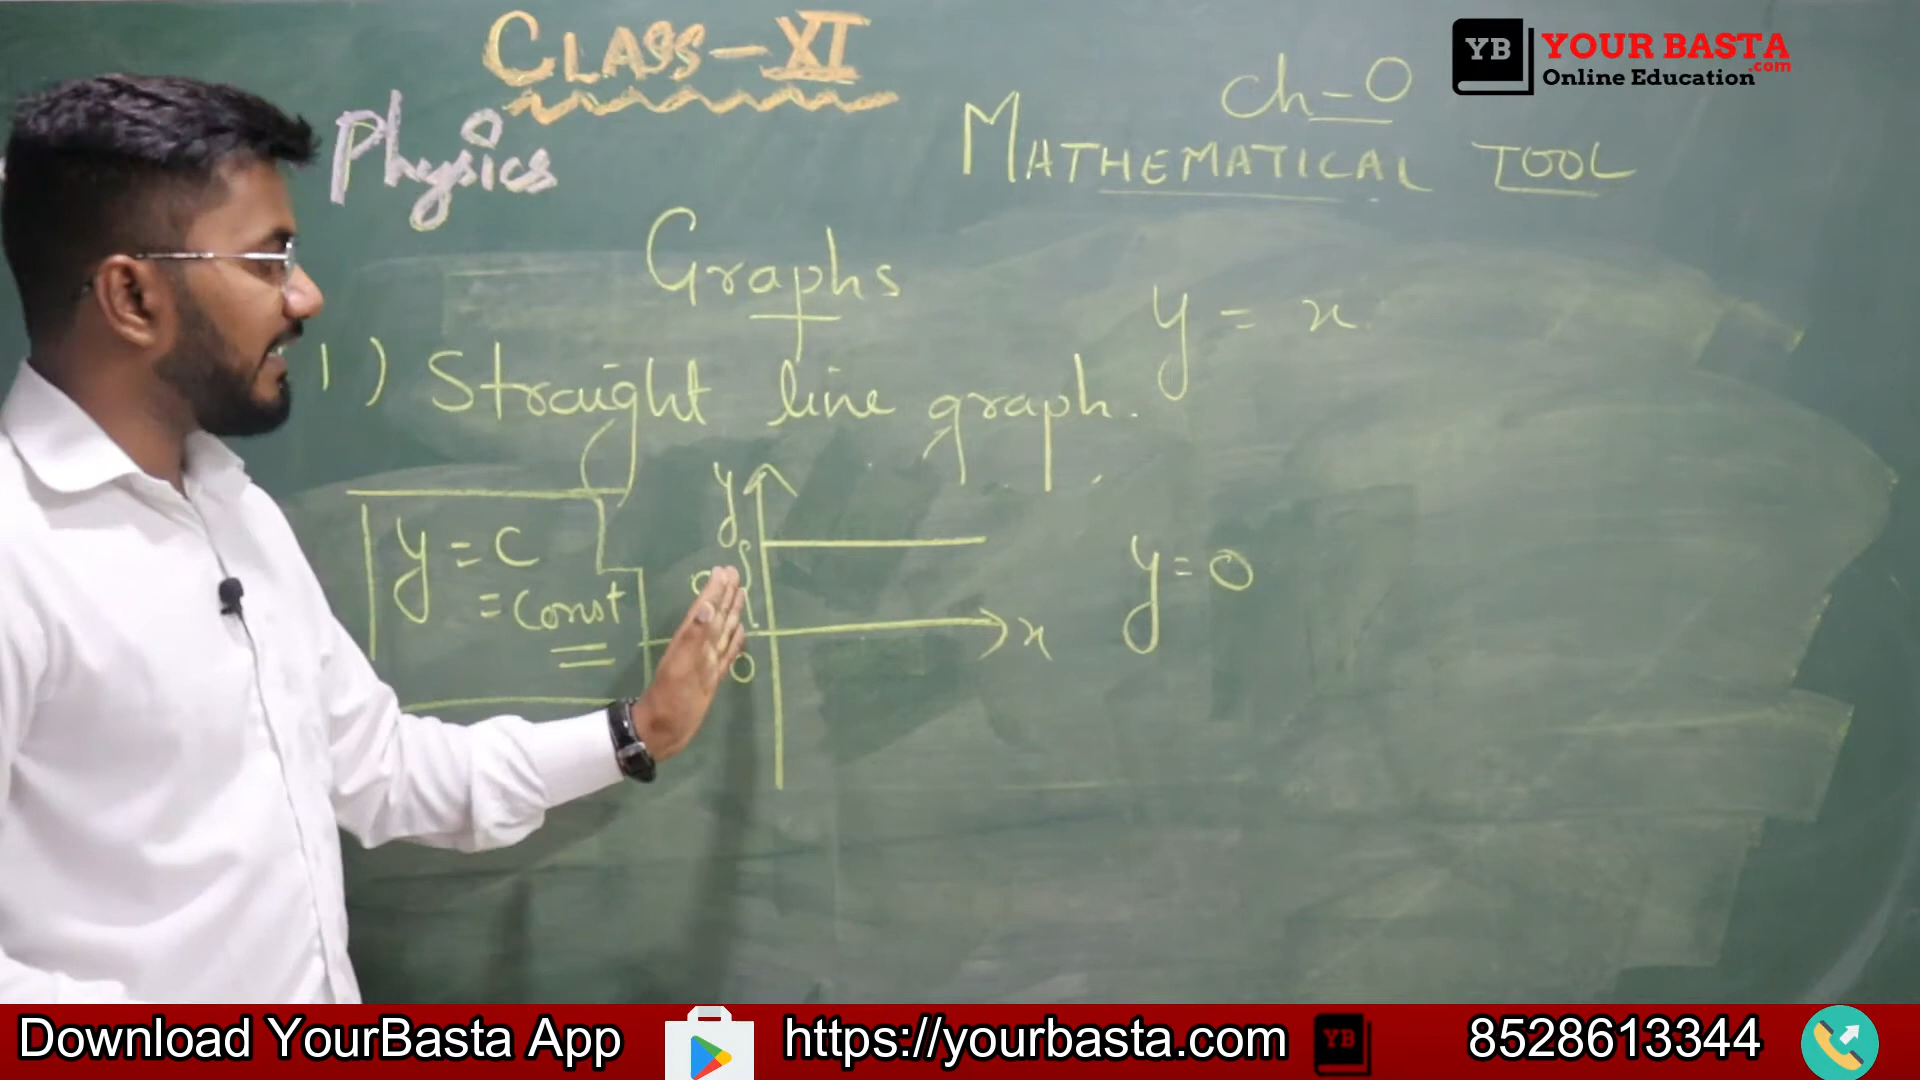 CLASS-XI
Physics
ch-0
MATHEMATICAL TOOL
YB YOUR BASTA
.com
Online Education
Graphs
y = x
1) Straight line graph.
y = c
= const
y
x
0
y = 0
Download YourBasta App
https://yourbasta.com
YB
8528613344